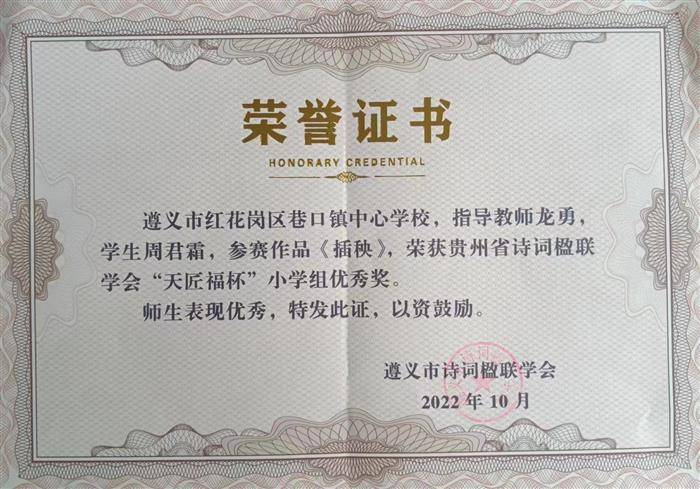 荣誉证书
HONORARY CREDENTIAL
遵义市红花岗区巷口镇中心学校，指导教师龙勇，
学生周君霜，参赛作品《插秧》，荣获贵州省诗词楹联
学会“天匠福杯”小学组优秀奖。
师生表现优秀，特发此证，以资鼓励。
遵义市诗词楹联学会
2022年10月